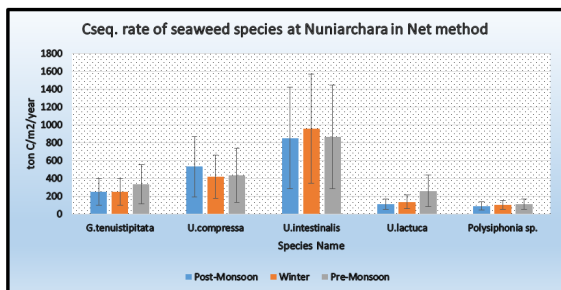 Cseq. rate of seaweed species at Nuniarchara in Net method
ton C/m2/year
1800
1600
1400
1200
1000
800
600
400
200
0
G.tenuistipitata U.compressa U.intestinalis U.lactuca Polysiphonia sp.
Species Name
Post-Monsoon Winter Pre-Monsoon